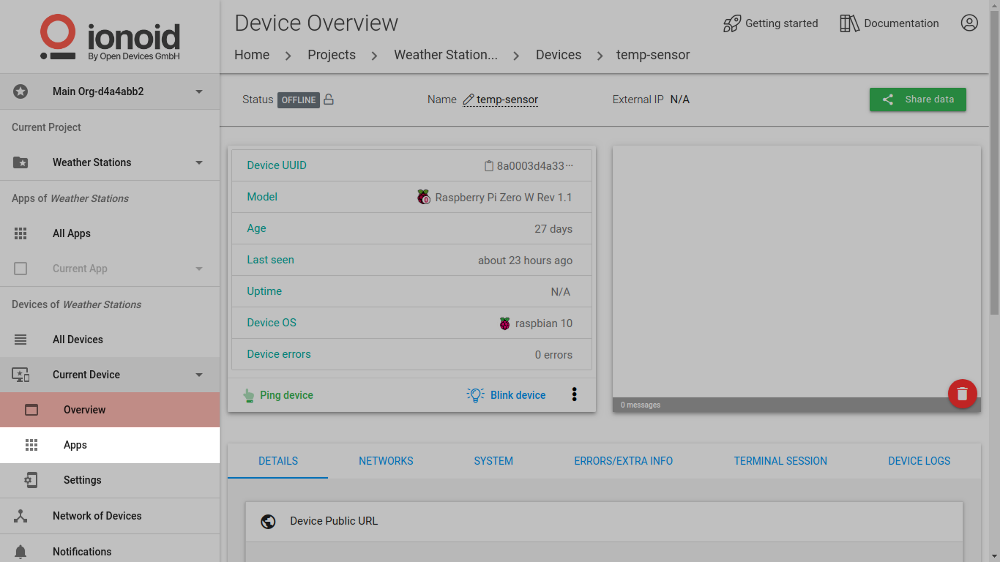 ionoid
By Open Devices GmbH
Main Org-d4a4abb2
Current Project
Weather Stations
Apps of Weather Stations
All Apps
Current App
Devices of Weather Stations
All Devices
Current Device
Overview
Apps
Settings
Network of Devices
Notifications
Device Overview
Getting started
Documentation
Home > Projects > Weather Station... > Devices > temp-sensor
Status OFFLINE
Name temp-sensor
External IP N/A
Share data
Device UUID 8a0003d4a33···
Model Raspberry Pi Zero W Rev 1.1
Age 27 days
Last seen about 23 hours ago
Uptime N/A
Device OS raspbian 10
Device errors 0 errors
Ping device
Blink device
0 messages
DETAILS NETWORKS SYSTEM ERRORS/EXTRA INFO TERMINAL SESSION DEVICE LOGS
Device Public URL